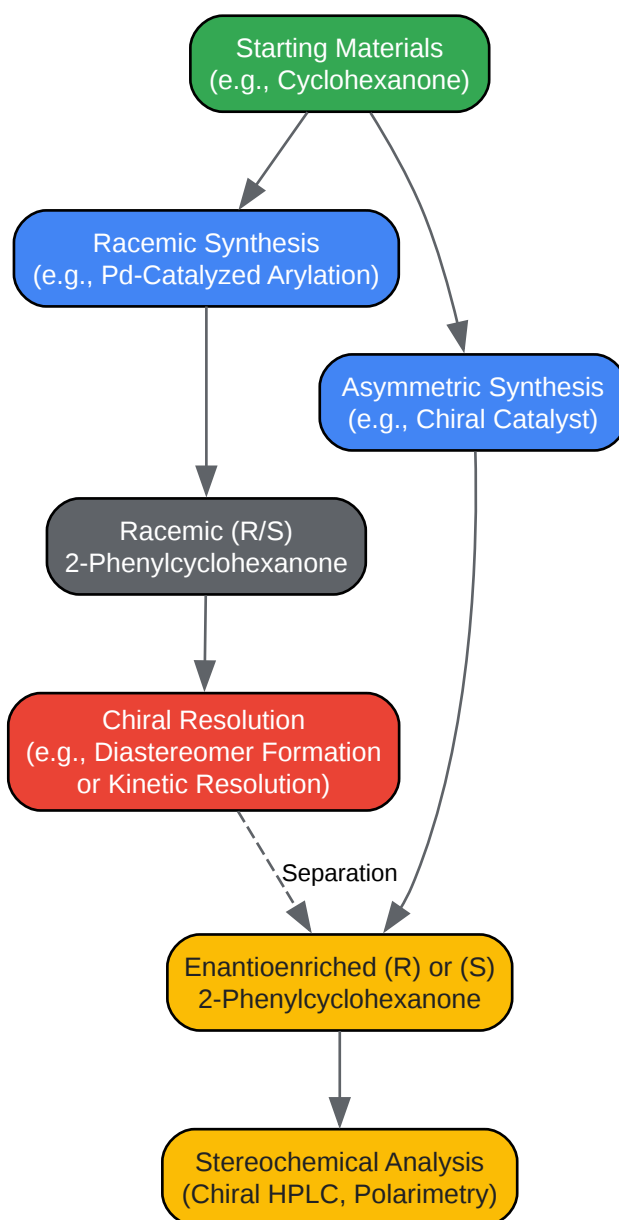 Starting Materials
(e.g., Cyclohexanone)
Racemic Synthesis
(e.g., Pd-Catalyzed Arylation)
Asymmetric Synthesis
(e.g., Chiral Catalyst)
Racemic (R/S)
2-Phenylcyclohexanone
Chiral Resolution
(e.g., Diastereomer Formation
or Kinetic Resolution)
Separation
Enantioenriched (R) or (S)
2-Phenylcyclohexanone
Stereochemical Analysis
(Chiral HPLC, Polarimetry)